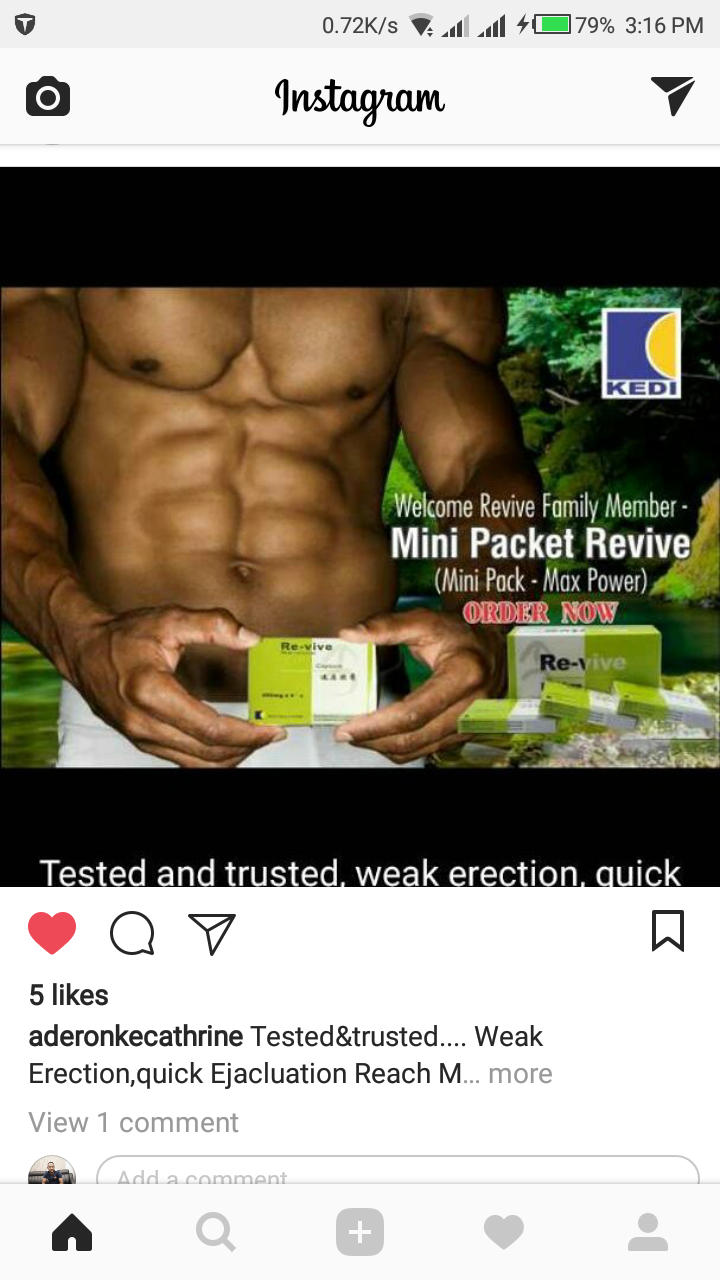 0.72K/s 79% 3:16 PM
Instagram
KEDI
Welcome Revive Family Member -
Mini Packet Revive
(Mini Pack - Max Power)
ORDER NOW
Re-vive
Re-vive
Capsule
Tested and trusted, weak erection, quick
5 likes
aderonkecathrine Tested&trusted.... Weak
Erection,quick Ejacluation Reach M... more
View 1 comment
Add a comment